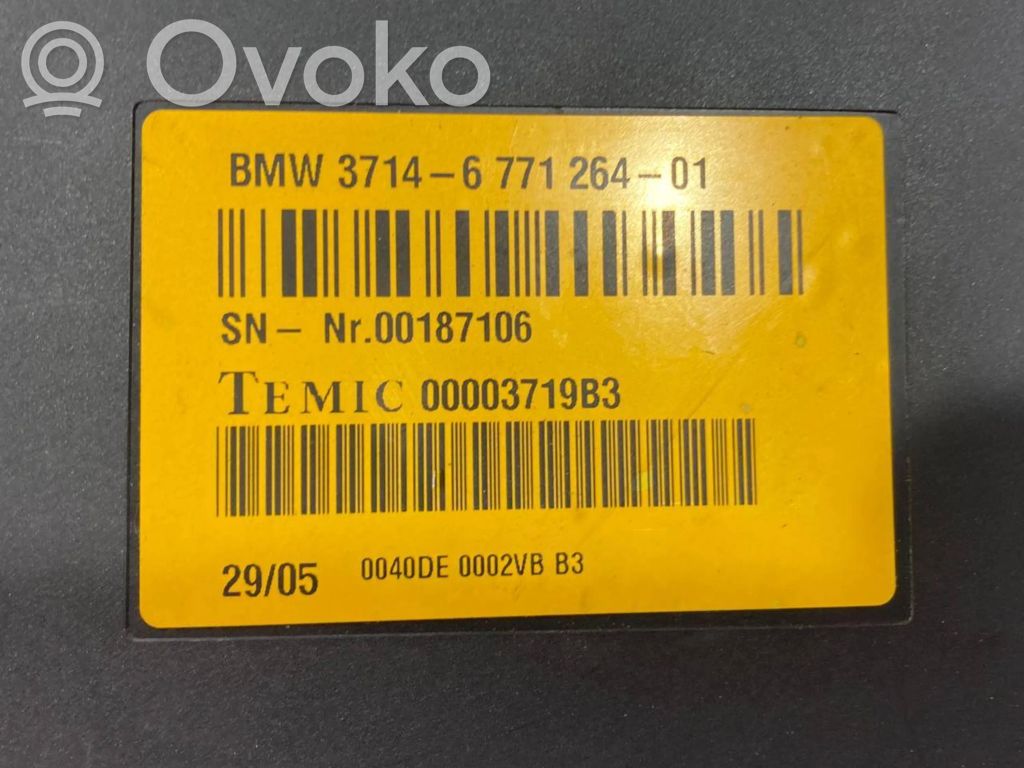 Ovoko
BMW 3714-6 771 264-01
SN- Nr.00187106
TEMIC 00003719B3
29/05 0040DE 0002VB B3